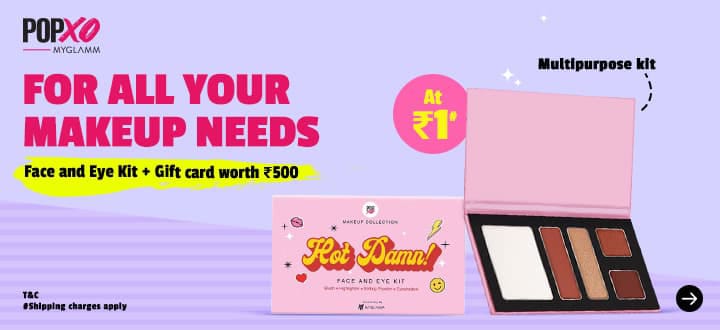 POPXO
MYGLAMM
FOR ALL YOUR
MAKEUP NEEDS
Face and Eye Kit + Gift card worth ₹500
At
₹1#
Multipurpose kit
MAKEUP COLLECTION
Hot Damn!
FACE AND EYE KIT
MYGLAMM
T&C
#Shipping charges apply